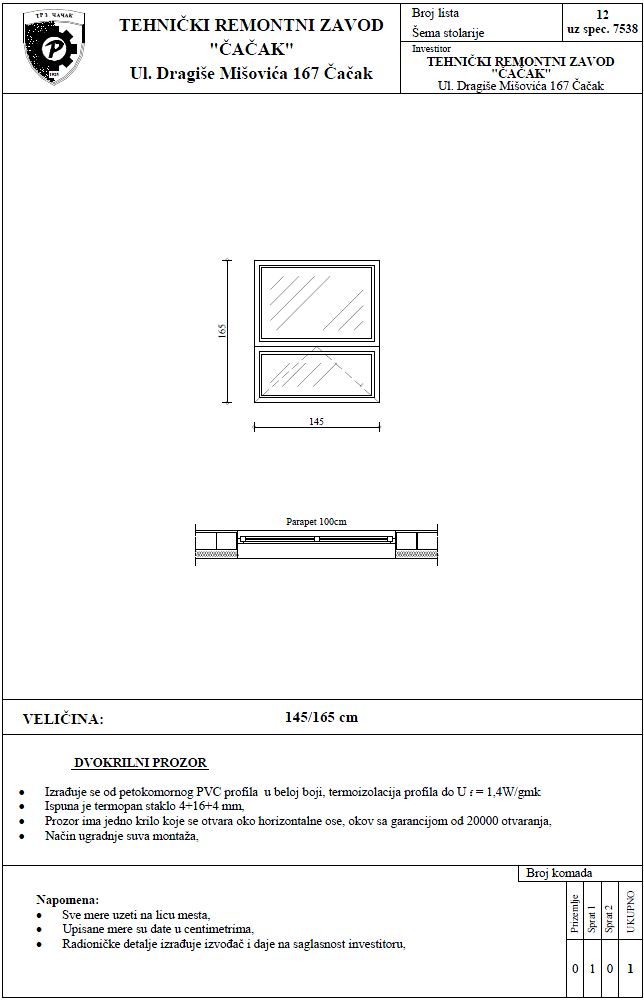 ТРЗ ЧАЧАК
P
TEHNIČKI REMONTNI ZAVOD
"ČAČAK"
Ul. Dragiše Mišovića 167 Čačak
Broj lista
12
Šema stolarije
uz spec. 7538
Investitor
TEHNIČKI REMONTNI ZAVOD
"ČAČAK"
Ul. Dragiše Mišovića 167 Čačak
165
145
Parapet 100cm
VELIČINA:
145/165 cm
DVOKRILNI PROZOR
• Izrađuje se od petokomornog PVC profila u beloj boji, termoizolacija profila do U f = 1,4W/gmk
• Ispuna je termopan staklo 4+16+4 mm,
• Prozor ima jedno krilo koje se otvara oko horizontalne ose, okov sa garancijom od 20000 otvaranja,
• Način ugradnje suva montaža,
Broj komada
Napomena:
• Sve mere uzeti na licu mesta,
• Upisane mere su date u centimetrima,
• Radioničke detalje izrađuje izvođač i daje na saglasnost investitoru,
Prizemlje
Sprat 1
Sprat 2
UKUPNO
0 1 0 1